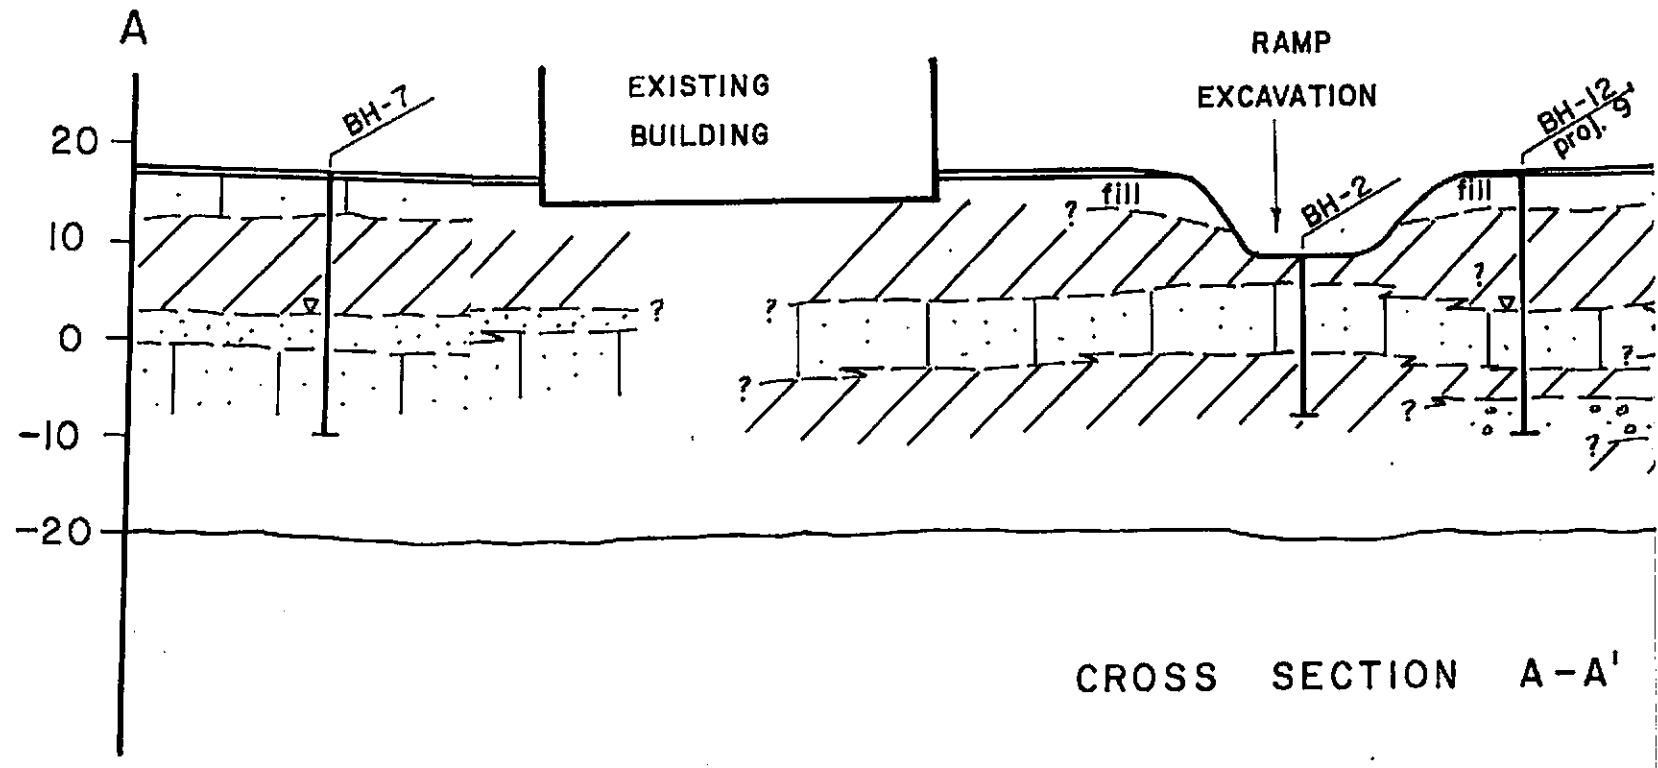 A
RAMP
EXCAVATION
EXISTING
BUILDING
BH-7
BH-12
proj. 9'
20
BH-2
fill
fill
?
10
?
?
?
0
?
?
?
-10
?
-20
CROSS SECTION A-A'